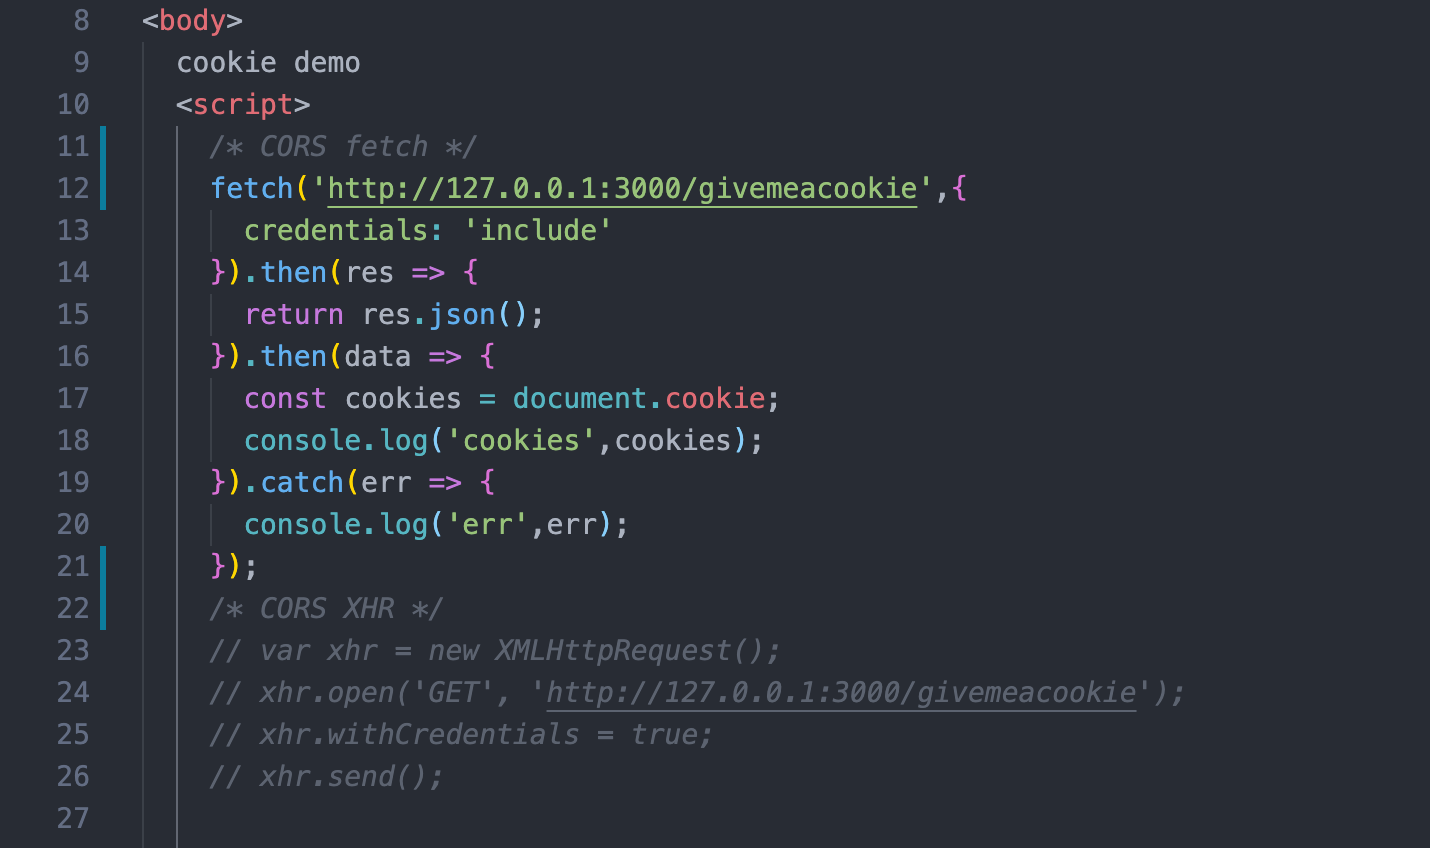 8 <body>
9 cookie demo
10 <script>
11 /* CORS fetch */
12 fetch('http://127.0.0.1:3000/givemeacookie',{
13 credentials: 'include'
14 }).then(res => {
15 return res.json();
16 }).then(data => {
17 const cookies = document.cookie;
18 console.log('cookies',cookies);
19 }).catch(err => {
20 console.log('err',err);
21 });
22 /* CORS XHR */
23 // var xhr = new XMLHttpRequest();
24 // xhr.open('GET', 'http://127.0.0.1:3000/givemeacookie');
25 // xhr.withCredentials = true;
26 // xhr.send();
27